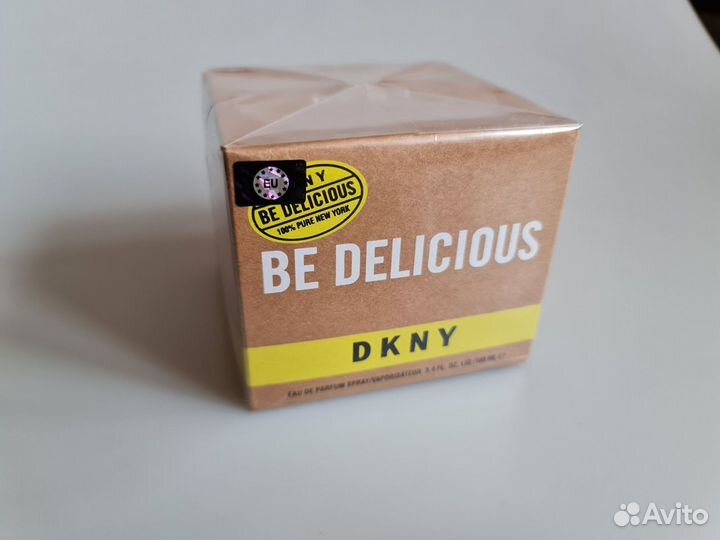 EU
N Y
BE DELICIOUS
100% PURE NEW YORK
BE DELICIOUS
DKNY
EAU DE PARFUM SPRAY/VAPORISATEUR 3.4 FL. OZ. LIQ./100 ML ℮
Avito